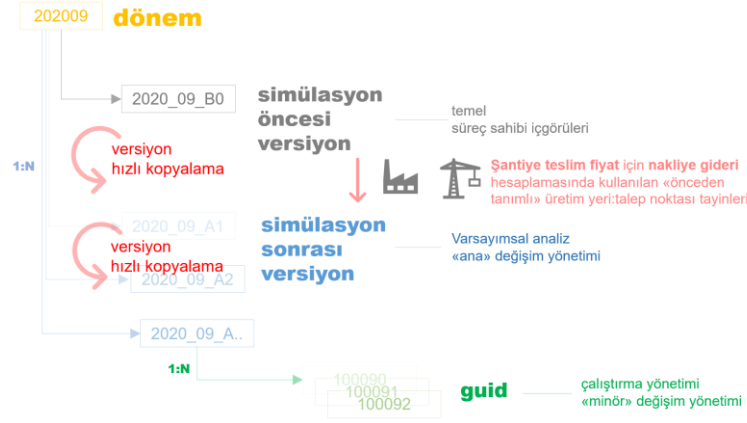 202009 dönem
2020_09_B0
simülasyon
öncesi
versiyon
temel
süreç sahibi içgörüleri
versiyon
hızlı kopyalama
1:N
Şantiye teslim fiyat için nakliye gideri
hesaplamasında kullanılan «önceden
tanımlı» üretim yeri:talep noktası tayinleri
2020_09_A1
versiyon
hızlı kopyalama
2020_09_A2
simülasyon
sonrası
versiyon
Varsayımsal analiz
«ana» değişim yönetimi
2020_09_A..
1:N
100090
100091
100092
guid
çalıştırma yönetimi
«minör» değişim yönetimi